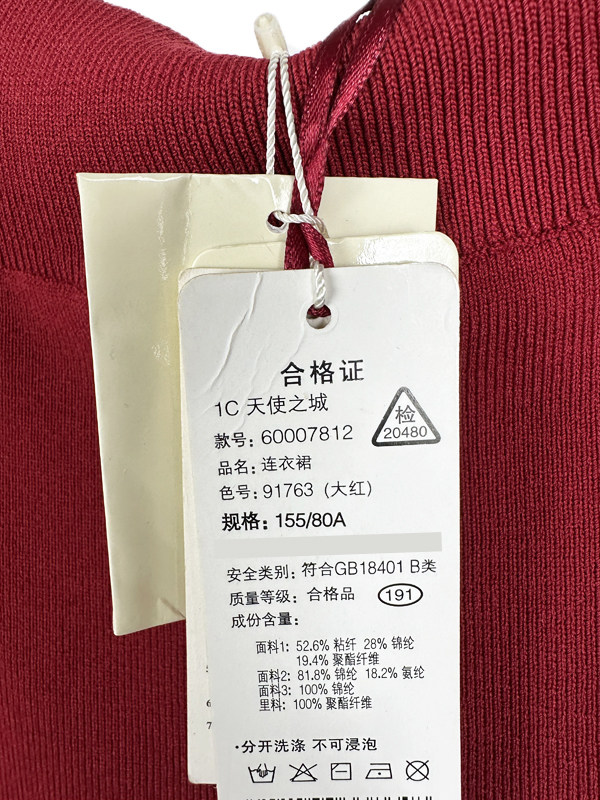 合格证
1C 天使之城
款号: 60007812
检
20480
品名: 连衣裙
色号: 91763 (大红)
规格: 155/80A
安全类别: 符合GB18401 B类
质量等级: 合格品 191
成份含量:
面料1: 52.6% 粘纤 28% 锦纶
19.4% 聚酯纤维
面料2: 81.8% 锦纶 18.2% 氨纶
面料3: 100% 锦纶
里料: 100% 聚酯纤维
·分开洗涤 不可浸泡